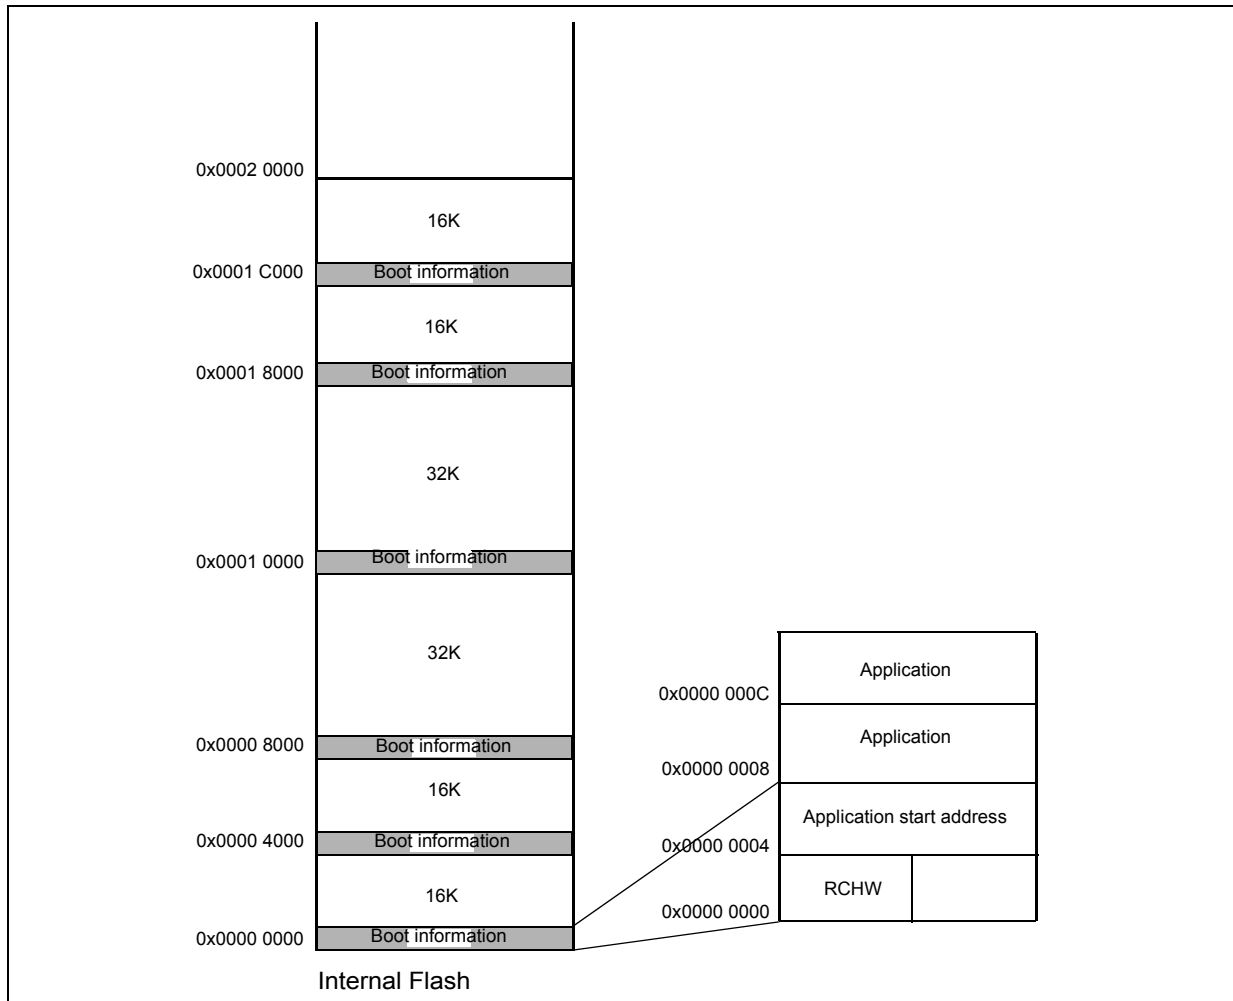 0x0002 0000
16K
0x0001 C000
Boot information
16K
0x0001 8000
Boot information
32K
0x0001 0000
Boot information
32K
0x0000 8000
Boot information
16K
0x0000 4000
Boot information
16K
0x0000 0000
Boot information
Internal Flash
Application
0x0000 000C
Application
0x0000 0008
Application start address
0x0000 0004
RCHW
0x0000 0000